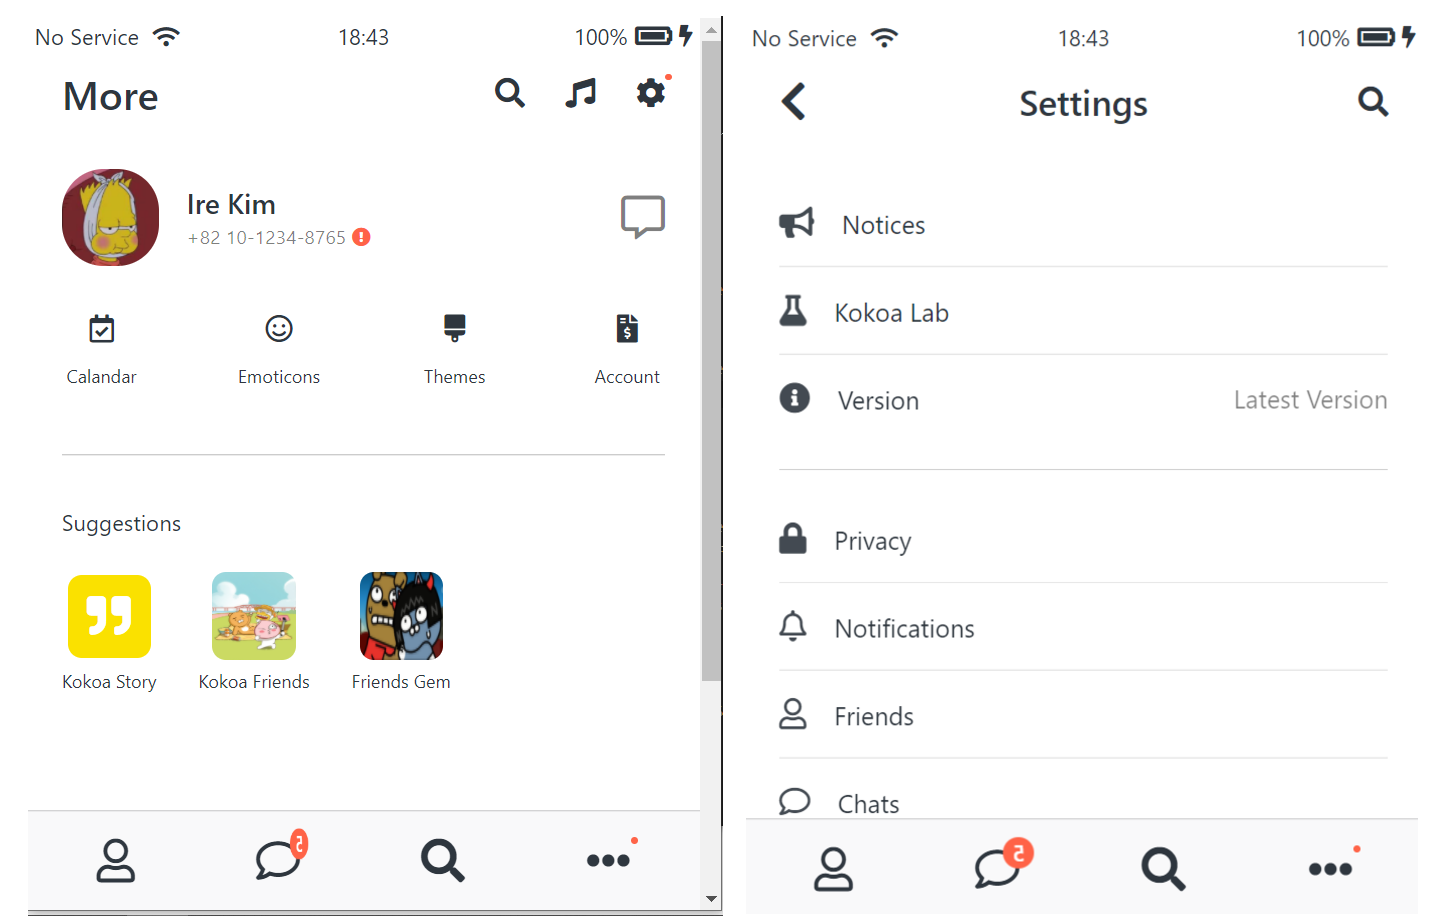 No Service 18:43 100%
More
Ire Kim
+82 10-1234-8765
Calandar Emoticons Themes Account
Suggestions
Kokoa Story Kokoa Friends Friends Gem
5
No Service 18:43 100%
Settings
Notices
Kokoa Lab
Version Latest Version
Privacy
Notifications
Friends
Chats
5